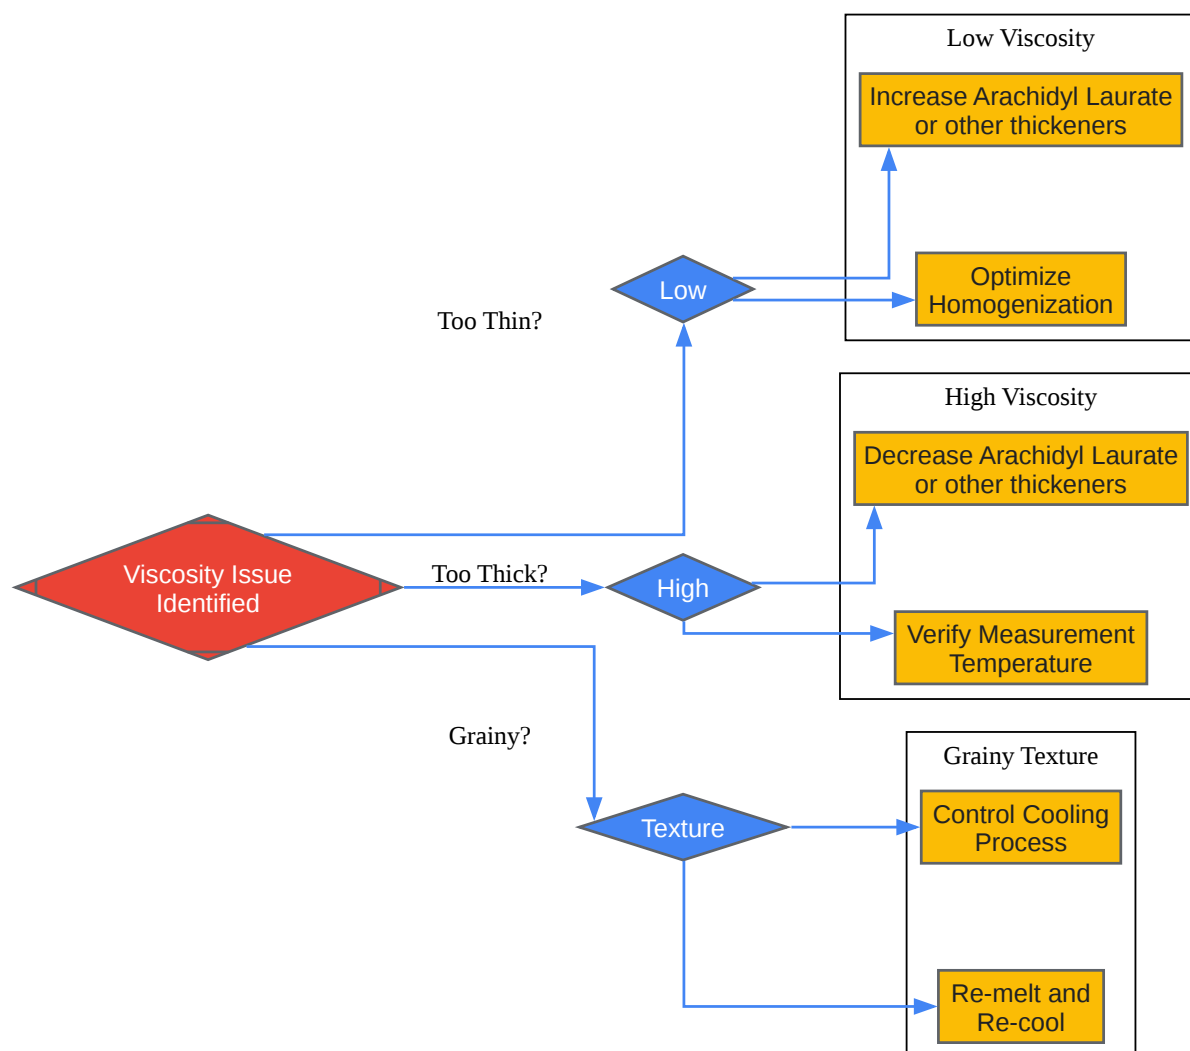 Low Viscosity
Increase Arachidyl Laurate
or other thickeners
Optimize
Homogenization
Low
Too Thin?
High Viscosity
Decrease Arachidyl Laurate
or other thickeners
Viscosity Issue
Identified
Too Thick?
High
Verify Measurement
Temperature
Grainy?
Grainy Texture
Texture
Control Cooling
Process
Re-melt and
Re-cool